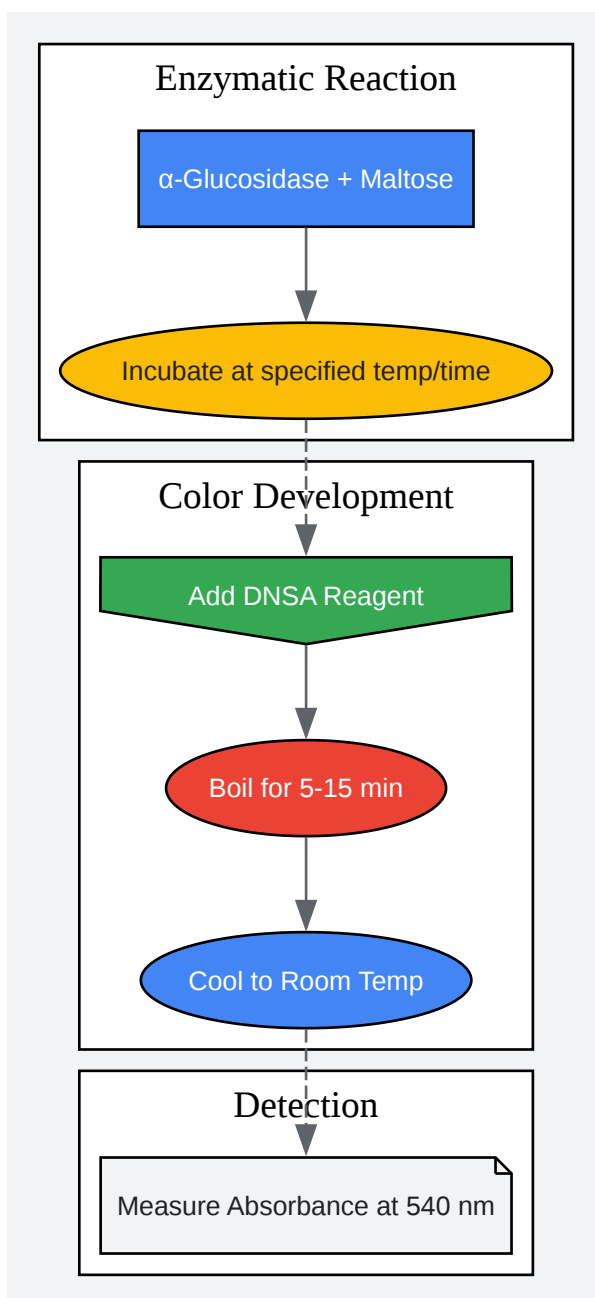 Enzymatic Reaction
α-Glucosidase + Maltose
Incubate at specified temp/time
Color Development
Add DNSA Reagent
Boil for 5-15 min
Cool to Room Temp
Detection
Measure Absorbance at 540 nm